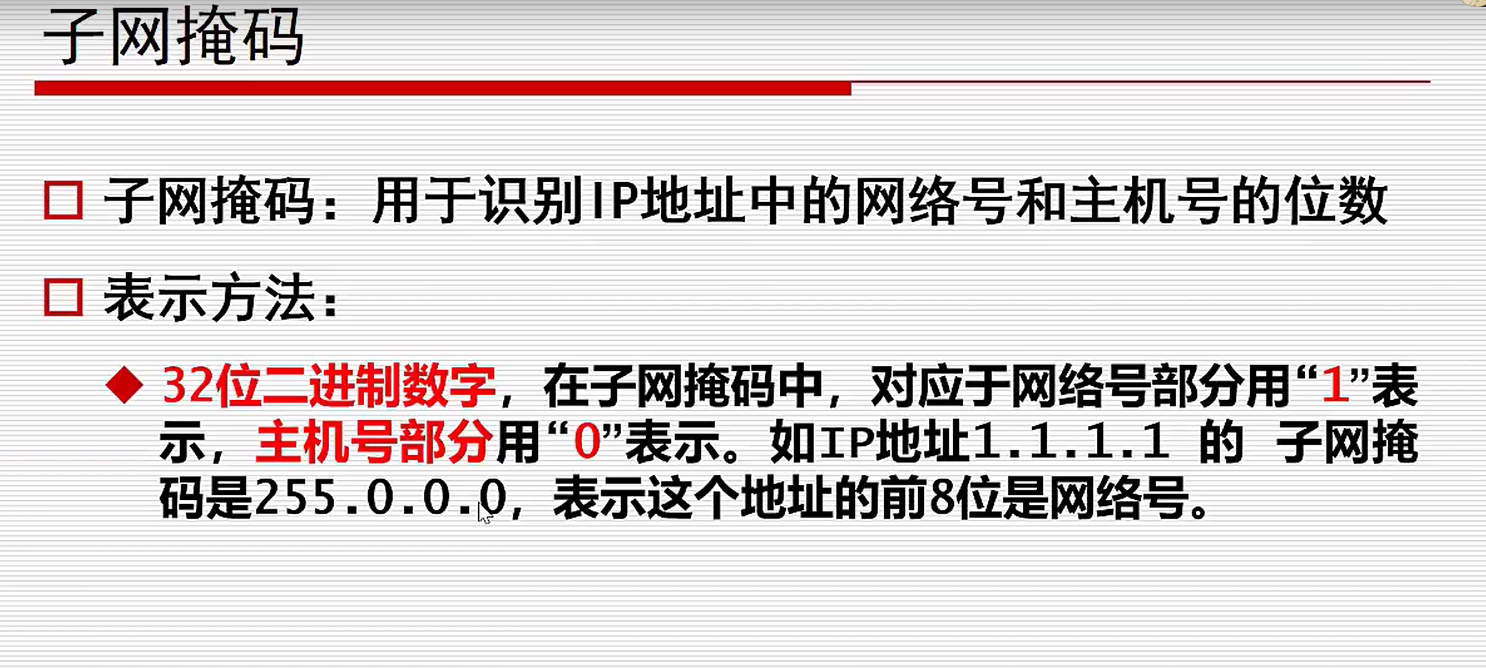 子网掩码
子网掩码：用于识别IP地址中的网络号和主机号的位数
表示方法：
32位二进制数字，在子网掩码中，对应于网络号部分用“1”表
示，主机号部分用“0”表示。如IP地址1.1.1.1 的 子网掩
码是255.0.0.0，表示这个地址的前8位是网络号。